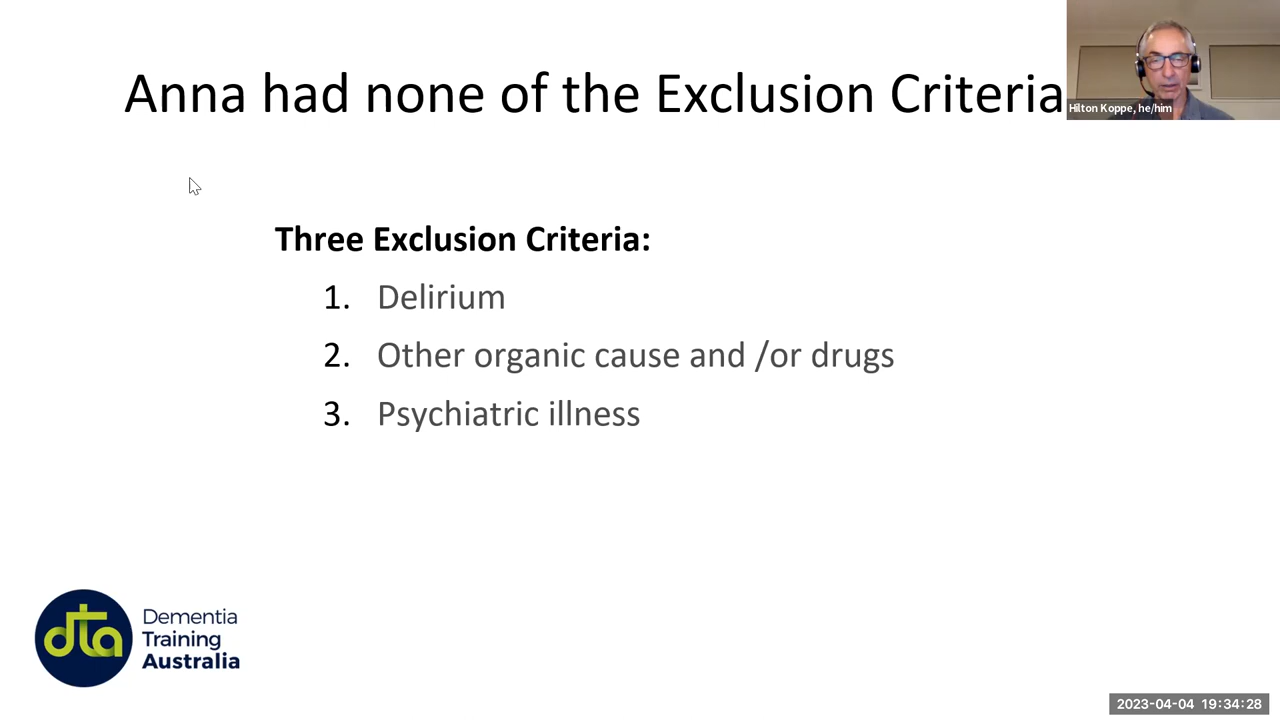 Anna had none of the Exclusion Criteria
Hilton Koppe, he/him
Three Exclusion Criteria:
1. Delirium
2. Other organic cause and /or drugs
3. Psychiatric illness
dta
Dementia
Training
Australia
2023-04-04 19:34:28